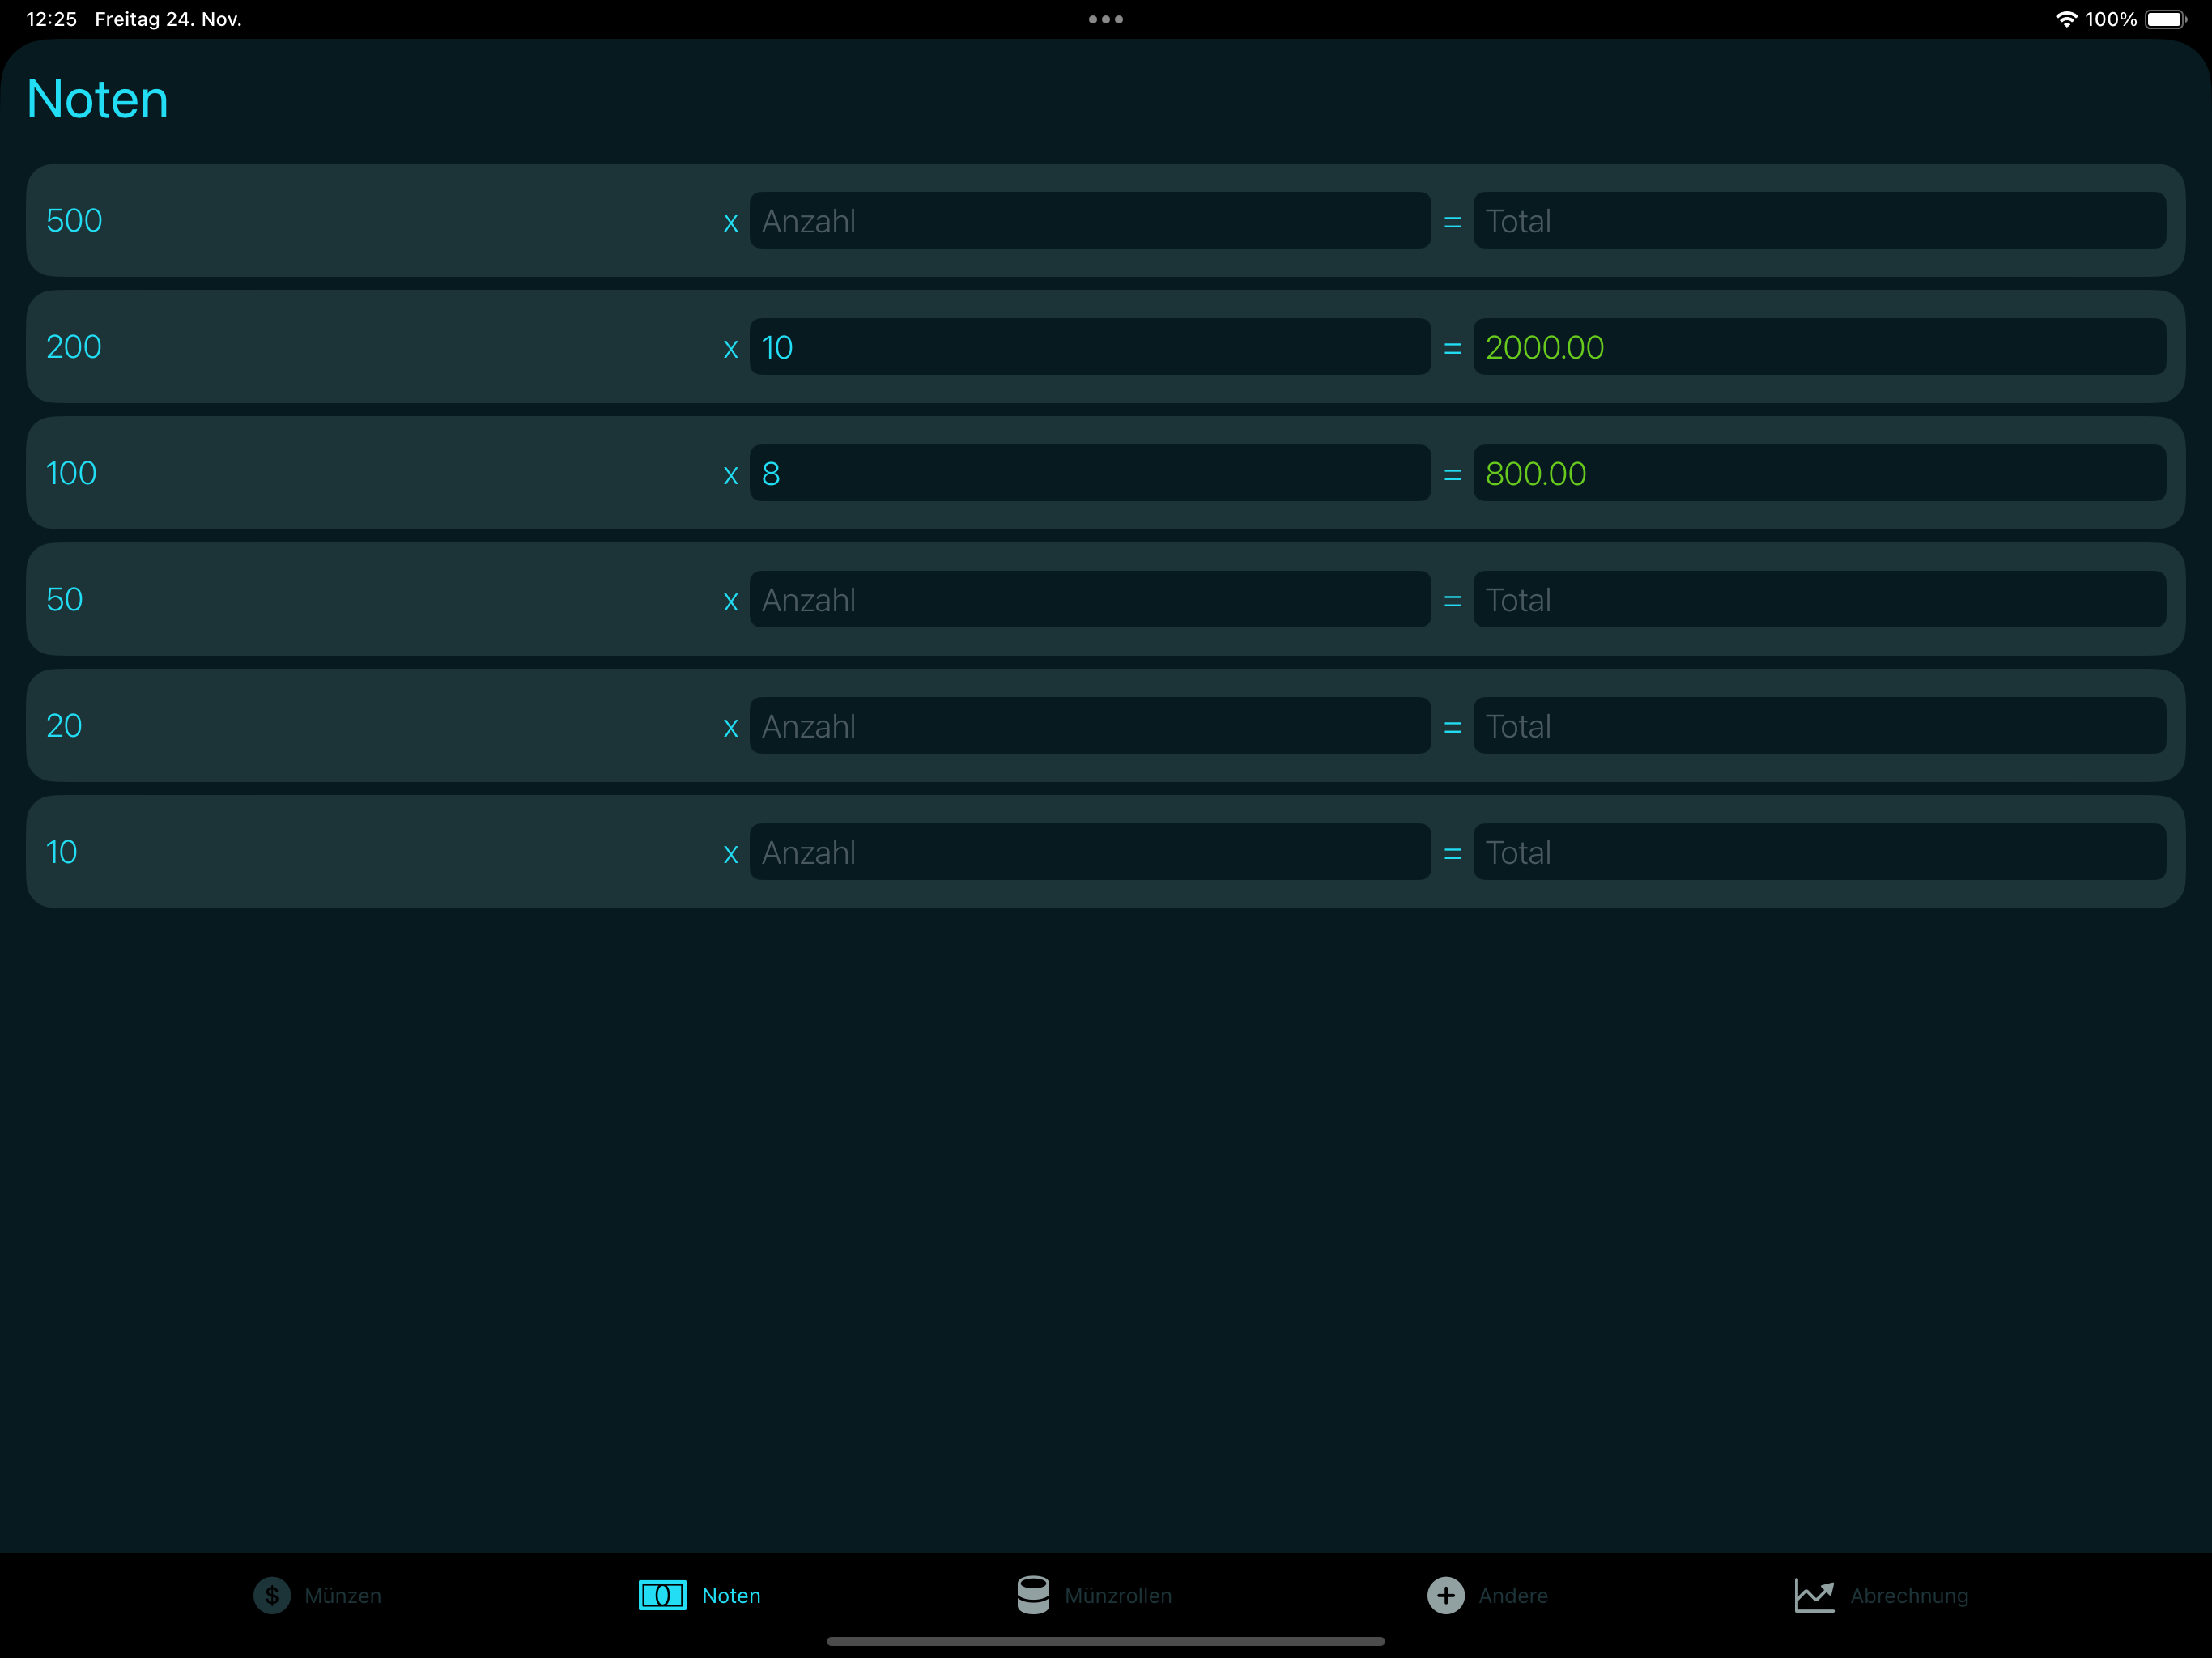 12:25 Freitag 24. Nov. 100%
Noten
500 x Anzahl = Total
200 x 10 = 2000.00
100 x 8 = 800.00
50 x Anzahl = Total
20 x Anzahl = Total
10 x Anzahl = Total
$ Münzen Noten Münzrollen Andere Abrechnung